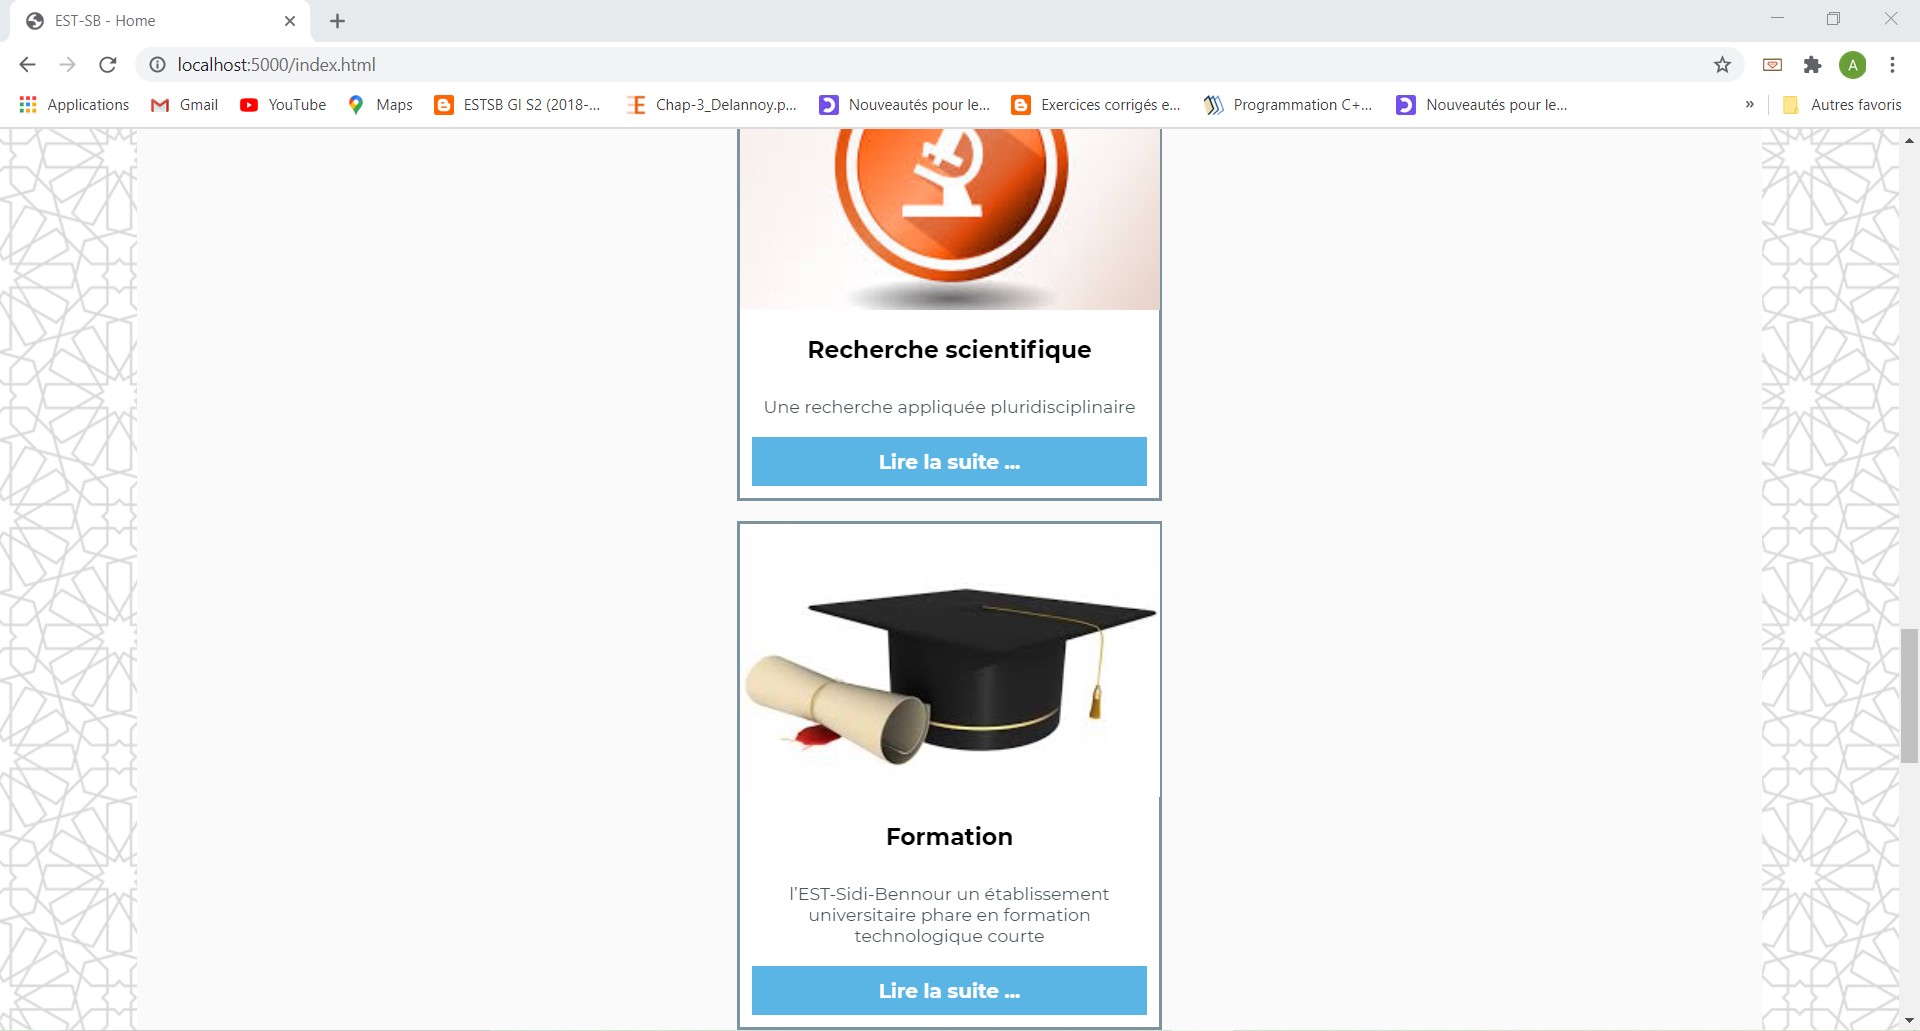 EST-SB - Home
localhost:5000/index.html
A
Applications
Gmail
YouTube
Maps
ESTSB GI S2 (2018-...
Chap-3_Delannoy.p...
Nouveautés pour le...
Exercices corrigés e...
Programmation C+...
Nouveautés pour le...
»
Autres favoris
Recherche scientifique
Une recherche appliquée pluridisciplinaire
Lire la suite ...
Formation
l'EST-Sidi-Bennour un établissement
universitaire phare en formation
technologique courte
Lire la suite ...